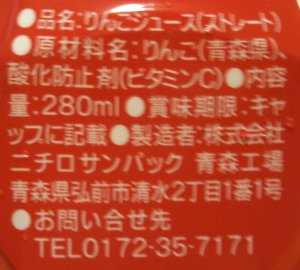 ●品名:りんごジュース(ストレート)
●原材料名:りんご(青森県)、
酸化防止剤(ビタミンC)●内容
量:280ml●賞味期限:キャ
ップに記載●製造者:株式会社
ニチロサンパック 青森工場
青森県弘前市清水2丁目1番1号
●お問い合せ先
TEL0172-35-7171